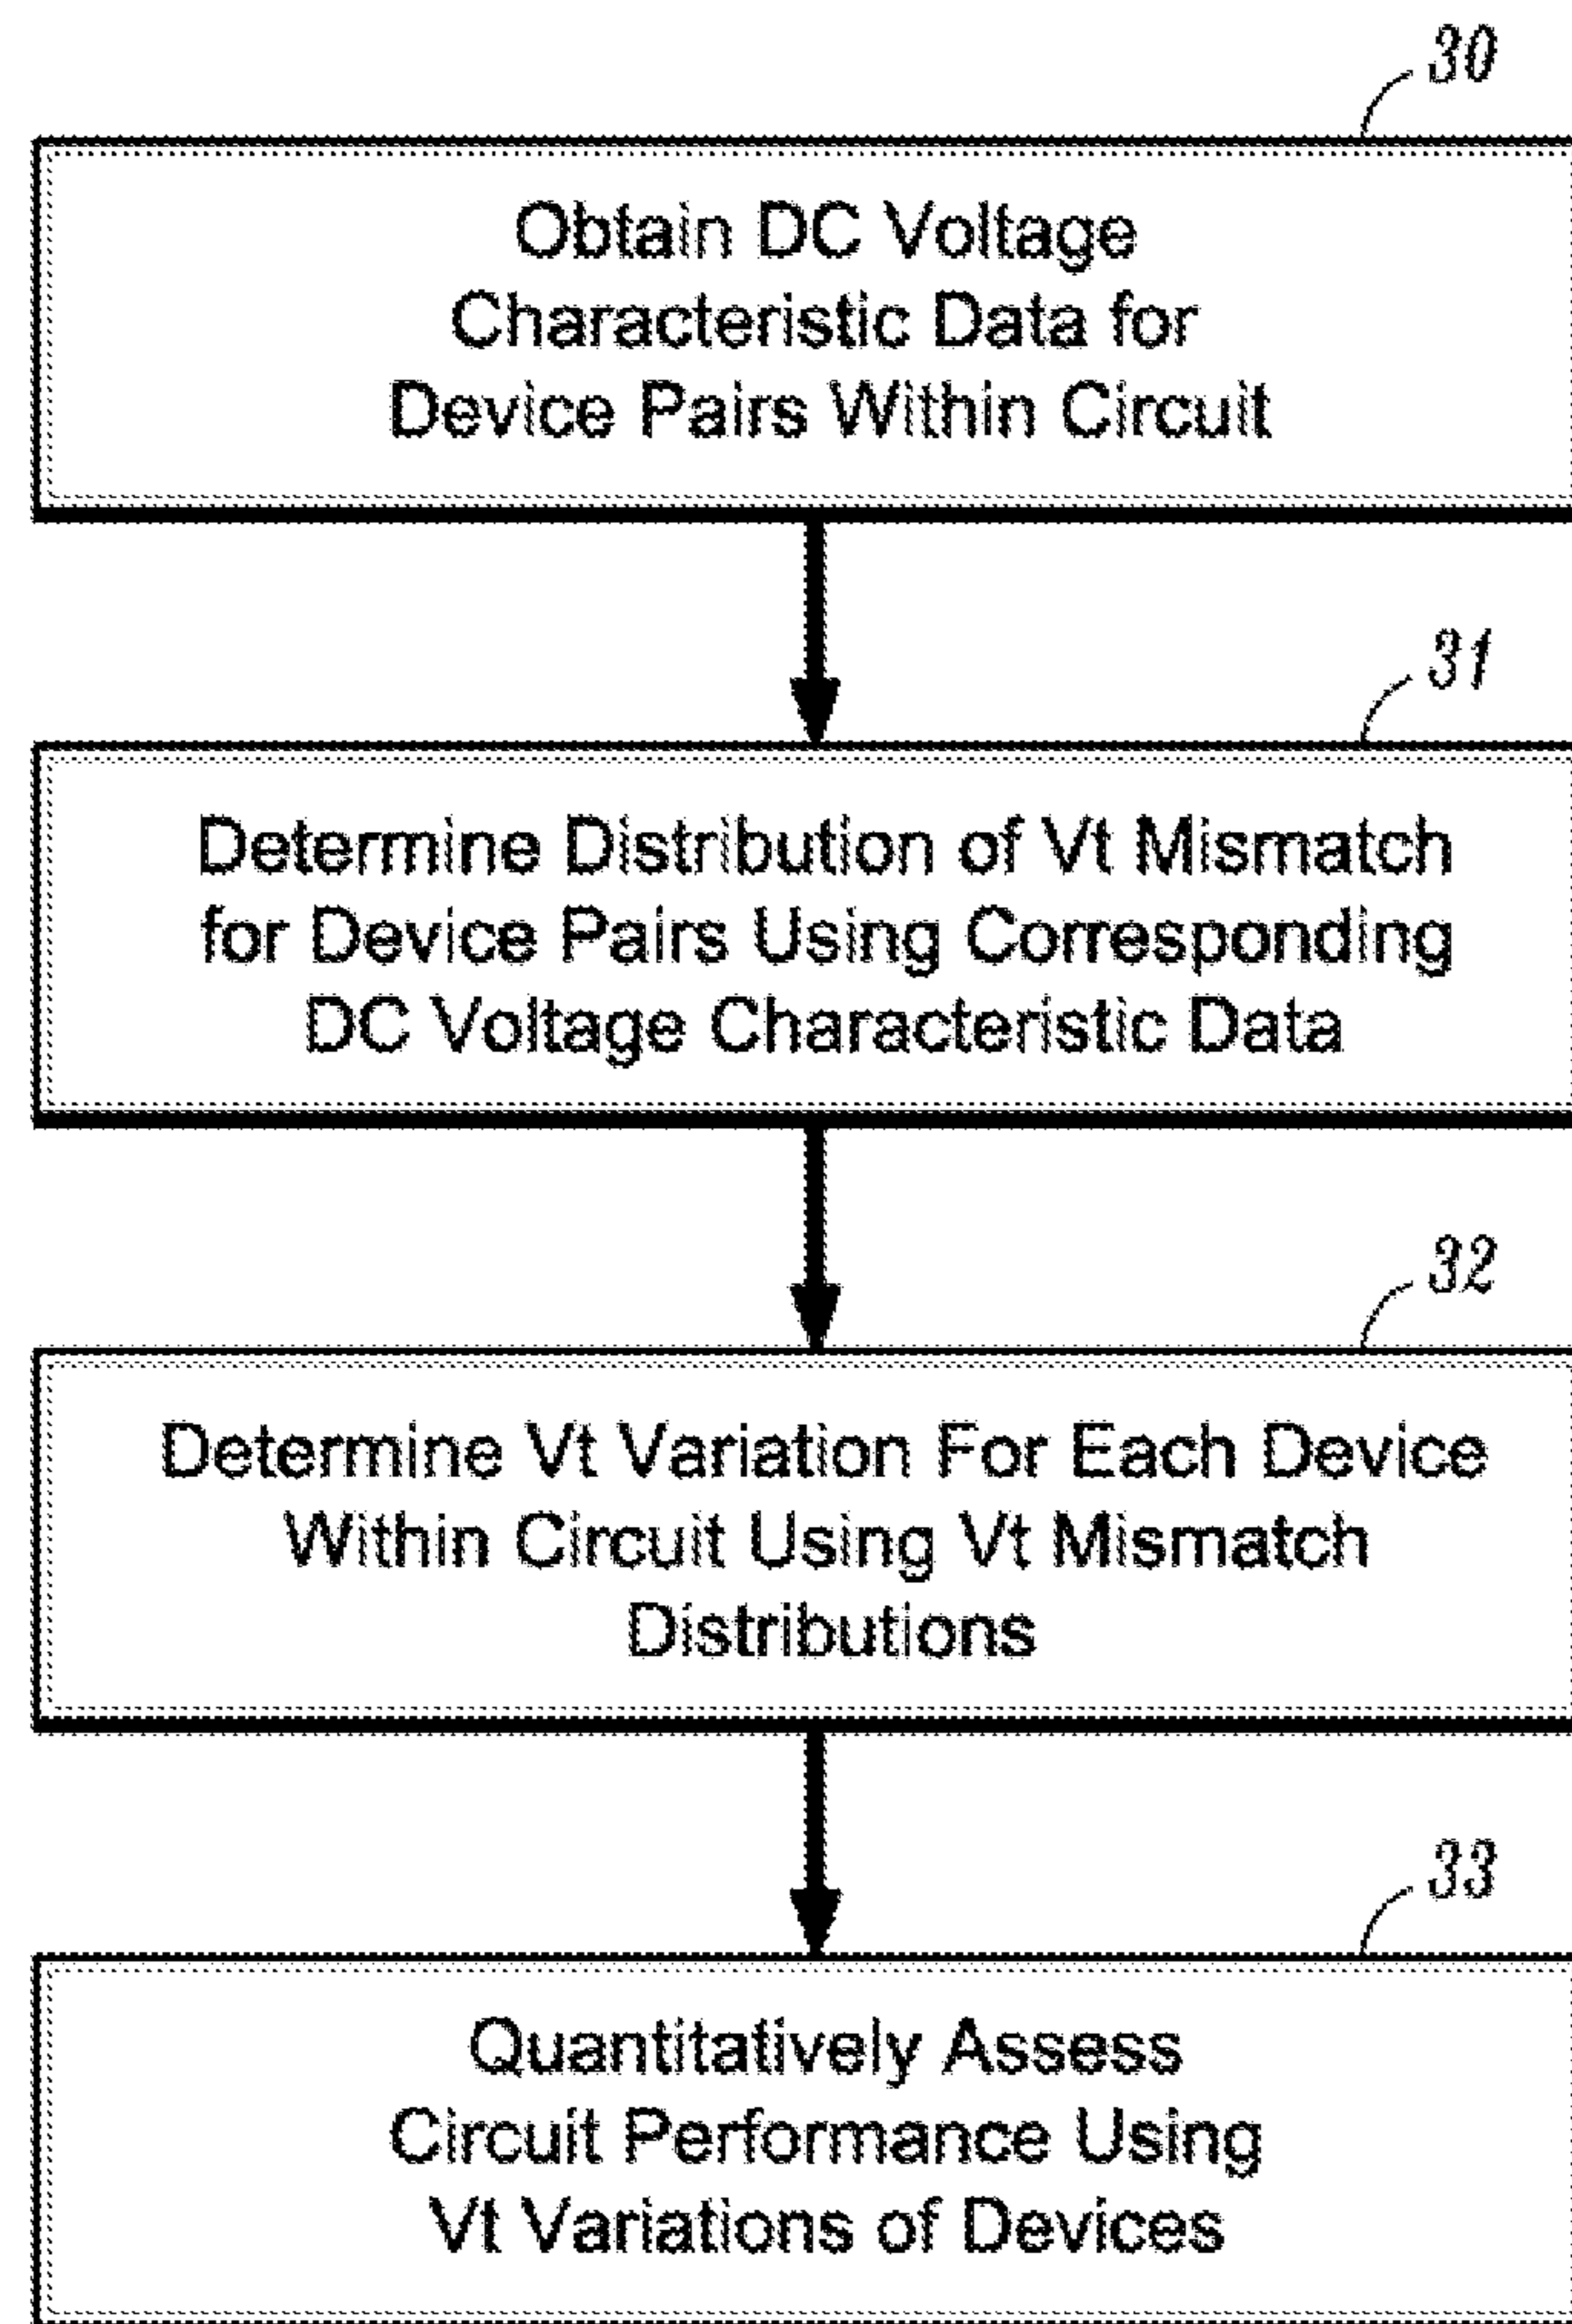 30
Obtain DC Voltage
Characteristic Data for
Device Pairs Within Circuit
31
Determine Distribution of Vt Mismatch
for Device Pairs Using Corresponding
DC Voltage Characteristic Data
32
Determine Vt Variation For Each Device
Within Circuit Using Vt Mismatch
Distributions
33
Quantitatively Assess
Circuit Performance Using
Vt Variations of Devices